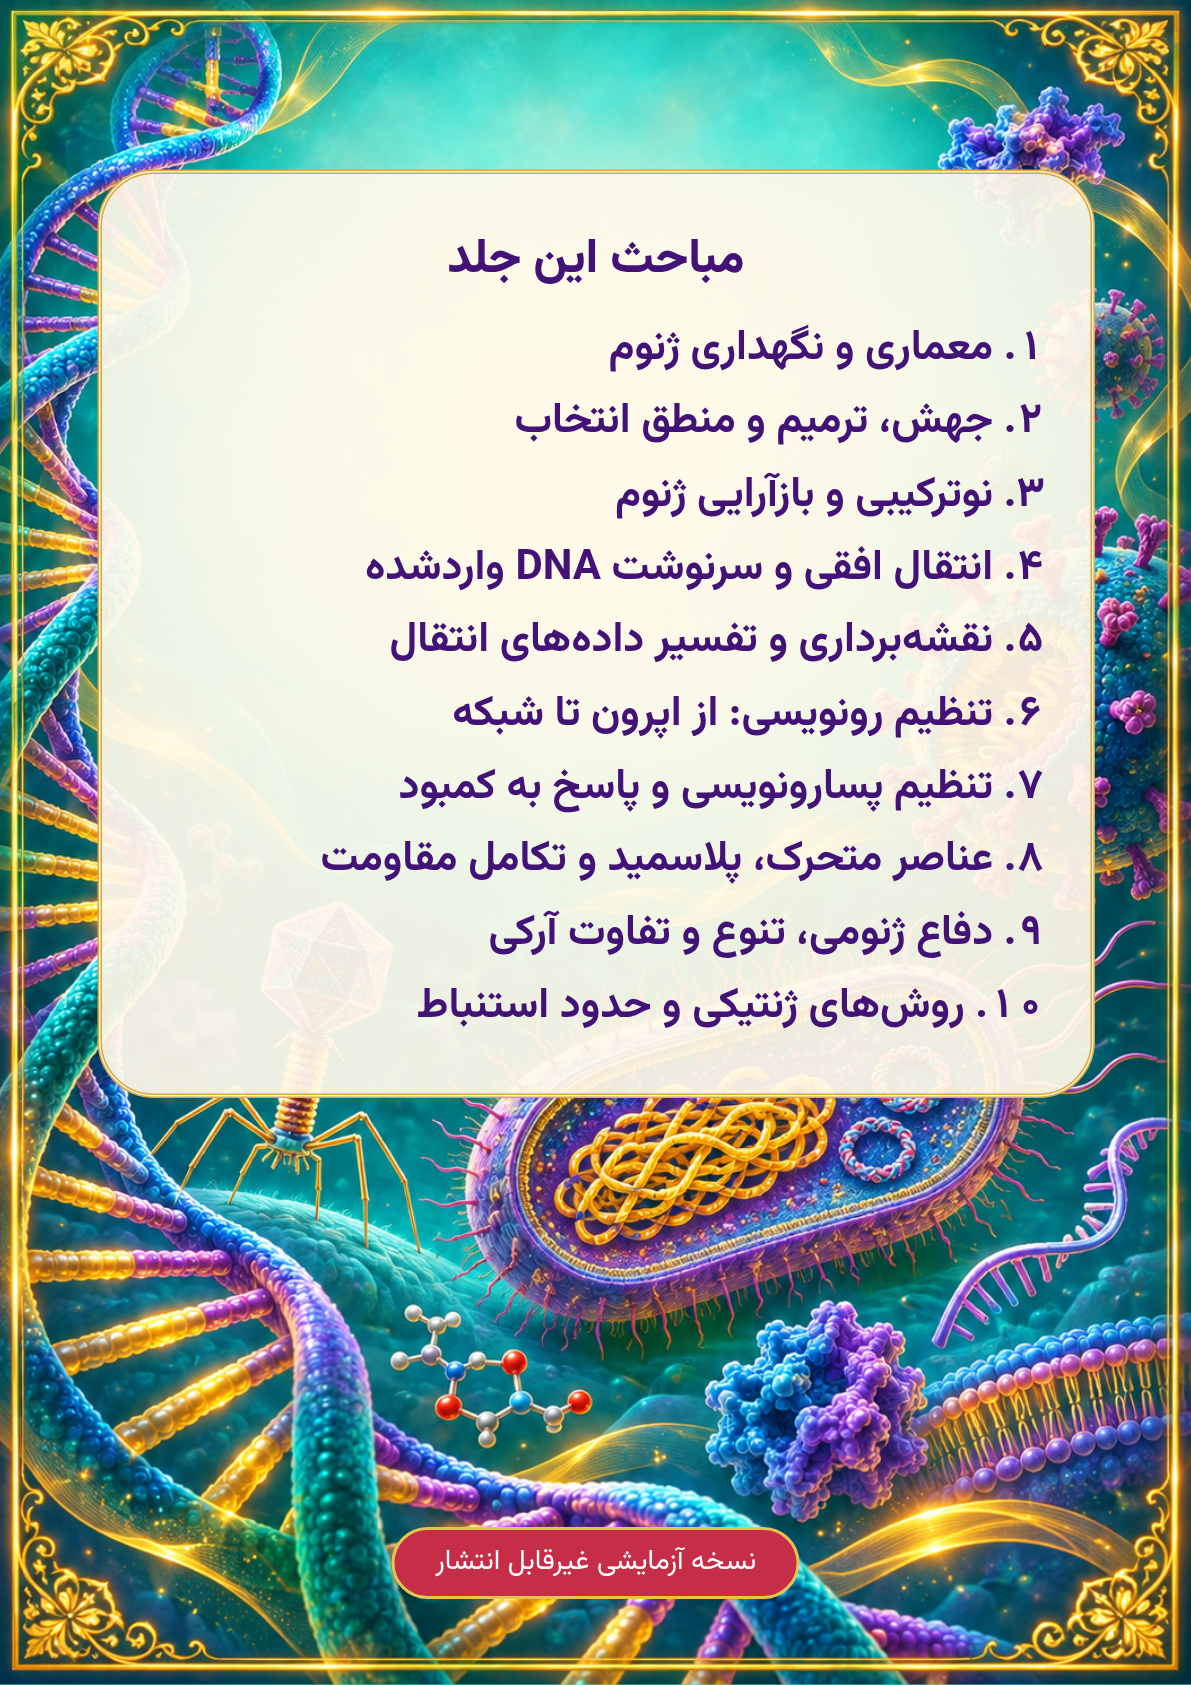 مباحث این جلد
۱. معماری و نگهداری ژنوم
۲. جهش، ترمیم و منطق انتخاب
۳. نوترکیبی و بازآرایی ژنوم
۴. انتقال افقی و سرنوشت DNA واردشده
۵. نقشه‌برداری و تفسیر داده‌های انتقال
۶. تنظیم رونویسی: از اپرون تا شبکه
۷. تنظیم پسارونویسی و پاسخ به کمبود
۸. عناصر متحرک، پلاسمید و تکامل مقاومت
۹. دفاع ژنومی، تنوع و تفاوت آرکی
۱۰. روش‌های ژنتیکی و حدود استنباط
نسخه آزمایشی غیرقابل انتشار